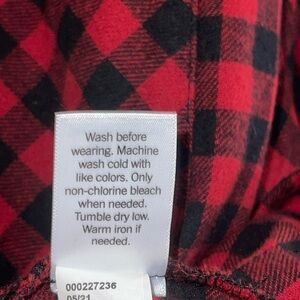 Wash before
wearing. Machine
wash cold with
like colors. Only
non-chlorine bleach
when needed.
Tumble dry low.
Warm iron if
needed.
000227236
05/21